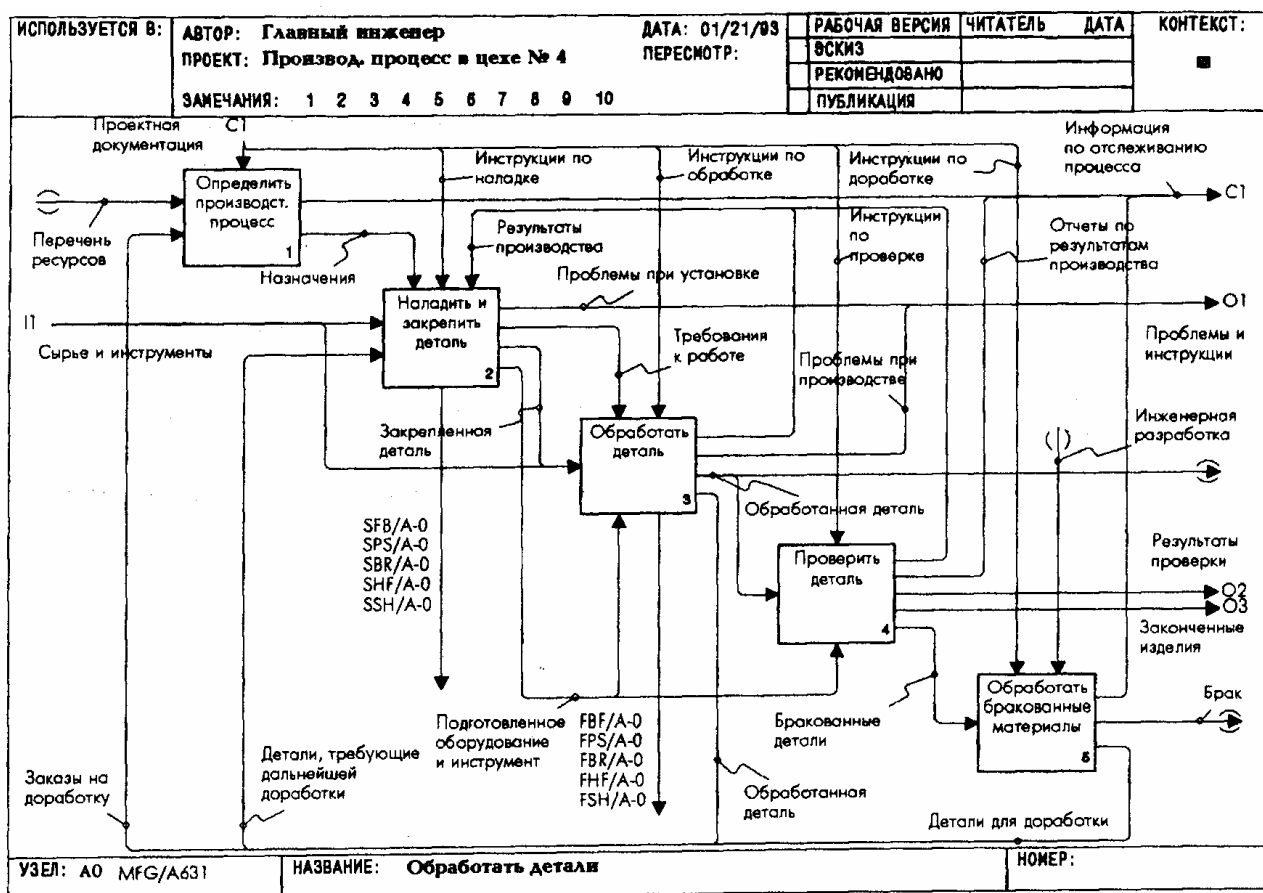 ИСПОЛЬЗУЕТСЯ В:
АВТОР: Главный инженер
ДАТА: 01/21/93
РАБОЧАЯ ВЕРСИЯ
ЧИТАТЕЛЬ ДАТА
КОНТЕКСТ:
ПРОЕКТ: Производ. процесс в цехе № 4
ПЕРЕСМОТР:
ЭСКИЗ
РЕКОМЕНДОВАНО
ЗАМЕЧАНИЯ: 1 2 3 4 5 6 7 8 9 10
ПУБЛИКАЦИЯ
Проектная
документация
C1
Информация
по отслеживанию
процесса
Инструкции по
наладке
Инструкции по
обработке
Инструкции по
доработке
Определить
производст.
процесс
1
C1
Перечень
ресурсов
Назначения
Результаты
производства
Инструкции
по
проверке
Отчеты по
результатам
производства
Проблемы при установке
Наладить и
закрепить
деталь
2
O1
I1
Сырье и инструменты
Требования
к работе
Проблемы при
производстве
Проблемы и
инструкции
Закрепленная
деталь
Обработать
деталь
3
Инженерная
разработка
Обработанная деталь
SFB/A-0
SPS/A-0
SBR/A-0
SHF/A-0
SSH/A-0
Проверить
деталь
4
Результаты
проверки
O2
O3
Законченные
изделия
Обработать
бракованные
материалы
5
Брак
Подготовленное
оборудование
и инструмент
FBF/A-0
FPS/A-0
FBR/A-0
FHF/A-0
FSH/A-0
Бракованные
детали
Заказы на
доработку
Детали, требующие
дальнейшей
доработки
Обработанная
деталь
Детали для доработки
УЗЕЛ: A0 MFG/A631
НАЗВАНИЕ: Обработать детали
НОМЕР: